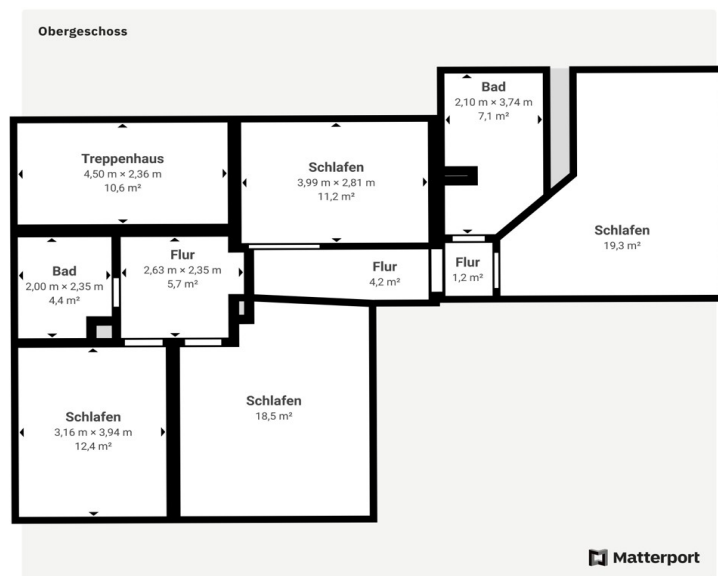 Obergeschoss
Bad
2,10 m × 3,74 m
7,1 m²
Treppenhaus
4,50 m × 2,36 m
10,6 m²
Schlafen
3,99 m × 2,81 m
11,2 m²
Schlafen
19,3 m²
Bad
2,00 m × 2,35 m
4,4 m²
Flur
2,63 m × 2,35 m
5,7 m²
Flur
4,2 m²
Flur
1,2 m²
Schlafen
3,16 m × 3,94 m
12,4 m²
Schlafen
18,5 m²
Matterport